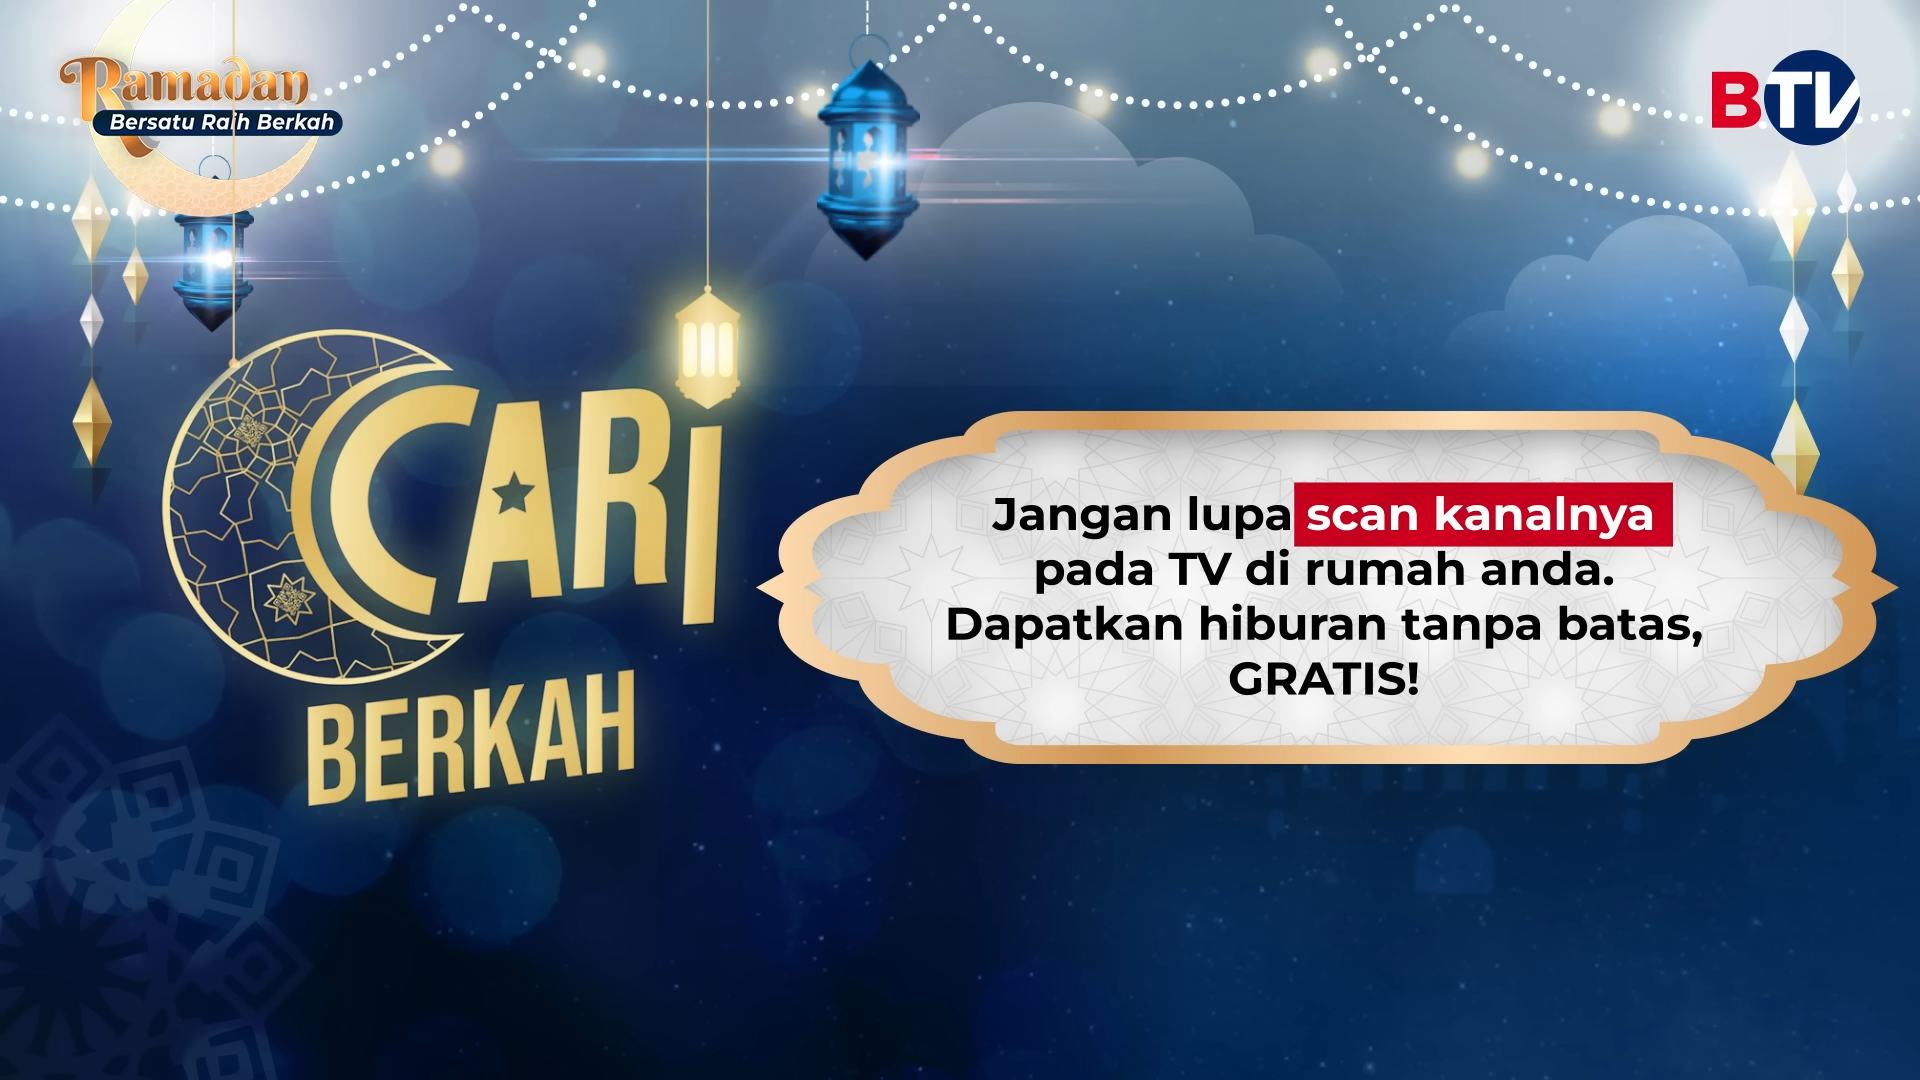 Ramadan
Bersatu Raih Berkah
BTV
CARI
BERKAH
Jangan lupa scan kanalnya
pada TV di rumah anda.
Dapatkan hiburan tanpa batas,
GRATIS!